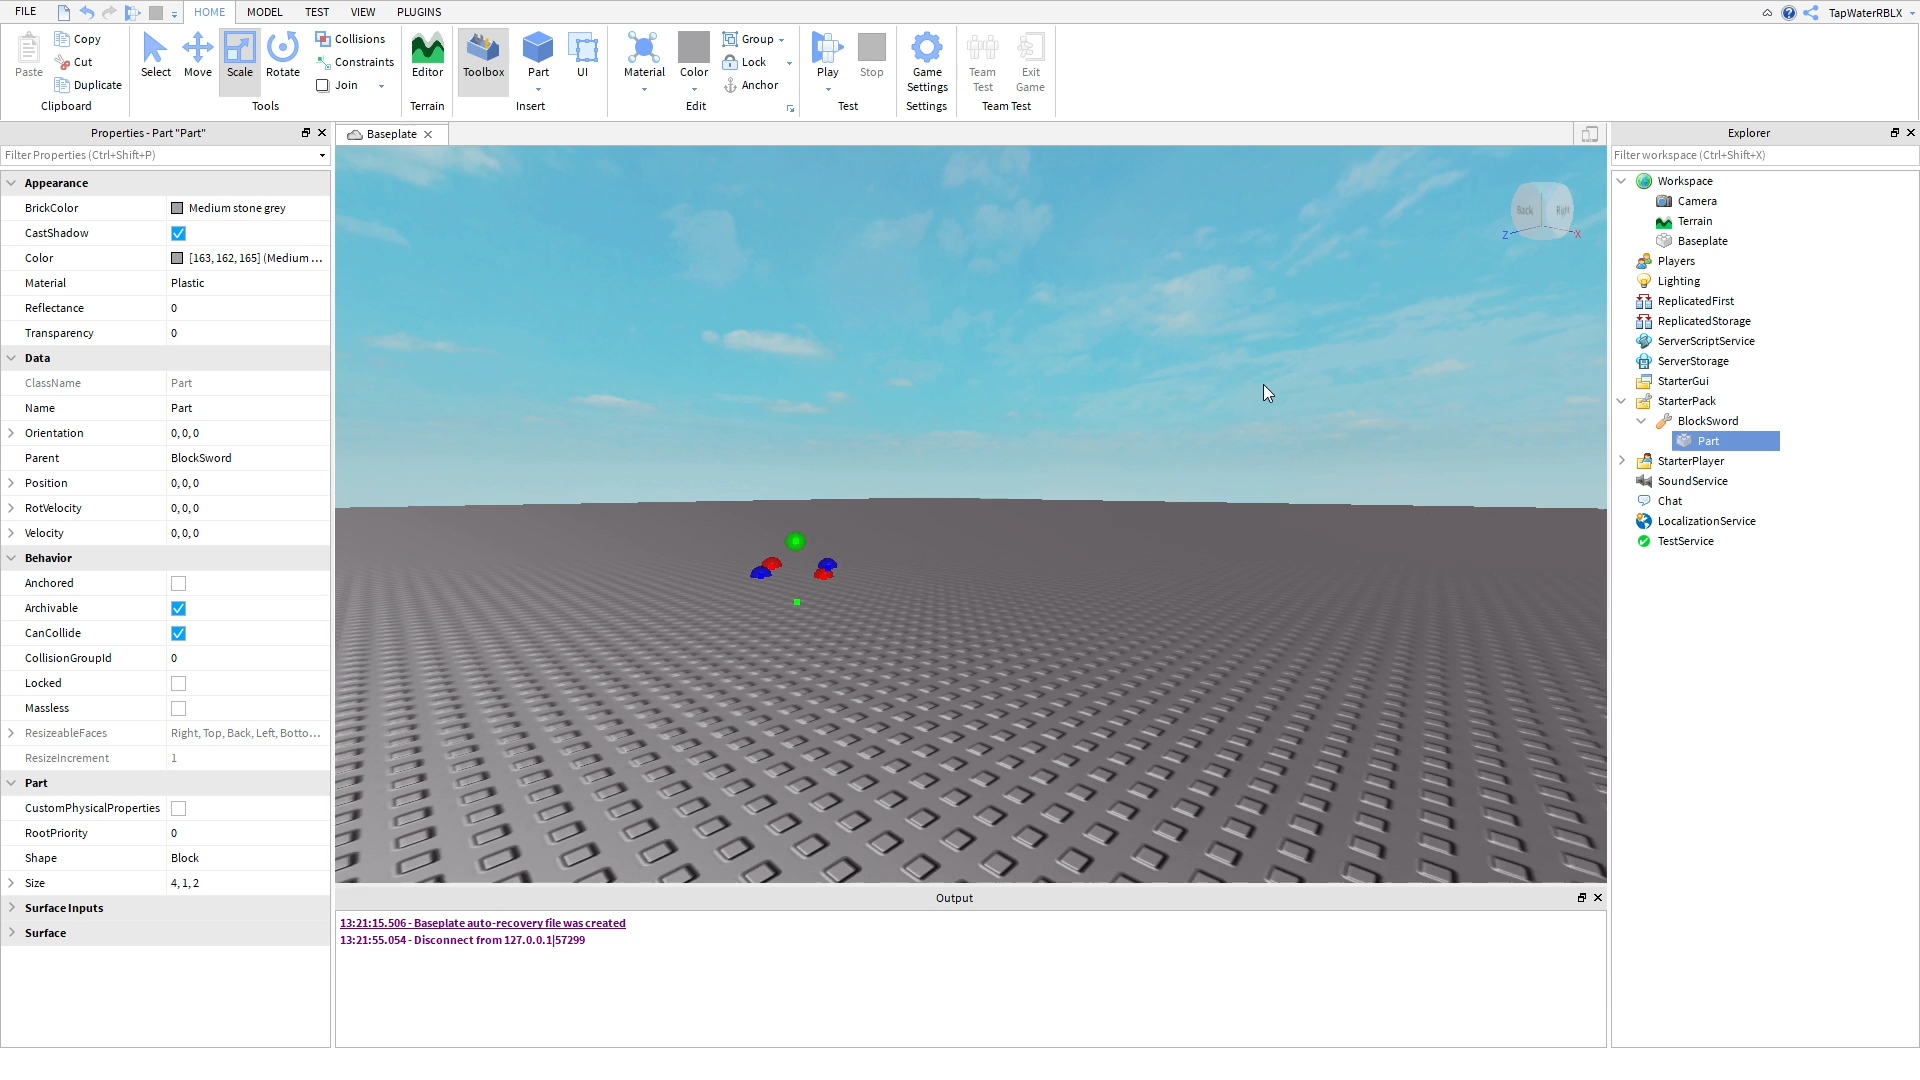 FILE HOME MODEL TEST VIEW PLUGINS TapWaterRBLX
Paste Copy Cut Duplicate Clipboard
Select Move Scale Rotate Collisions Constraints Join Tools
Editor Terrain
Toolbox Part UI Insert
Material Color Group Lock Anchor Edit
Play Stop Test
Game Settings Settings
Team Test Exit Game Team Test
Properties - Part "Part"
Filter Properties (Ctrl+Shift+P)
Appearance
BrickColor Medium stone grey
CastShadow
Color [163, 162, 165] (Medium ...
Material Plastic
Reflectance 0
Transparency 0
Data
ClassName Part
Name Part
Orientation 0, 0, 0
Parent BlockSword
Position 0, 0, 0
RotVelocity 0, 0, 0
Velocity 0, 0, 0
Behavior
Anchored
Archivable
CanCollide
CollisionGroupId 0
Locked
Massless
ResizeableFaces Right, Top, Back, Left, Botto...
ResizeIncrement 1
Part
CustomPhysicalProperties
RootPriority 0
Shape Block
Size 4, 1, 2
Surface Inputs
Surface
Baseplate
Back Right
Z X
Output
13:21:15.506 - Baseplate auto-recovery file was created
13:21:55.054 - Disconnect from 127.0.0.1|57299
Explorer
Filter workspace (Ctrl+Shift+X)
Workspace
Camera
Terrain
Baseplate
Players
Lighting
ReplicatedFirst
ReplicatedStorage
ServerScriptService
ServerStorage
StarterGui
StarterPack
BlockSword
Part
StarterPlayer
SoundService
Chat
LocalizationService
TestService